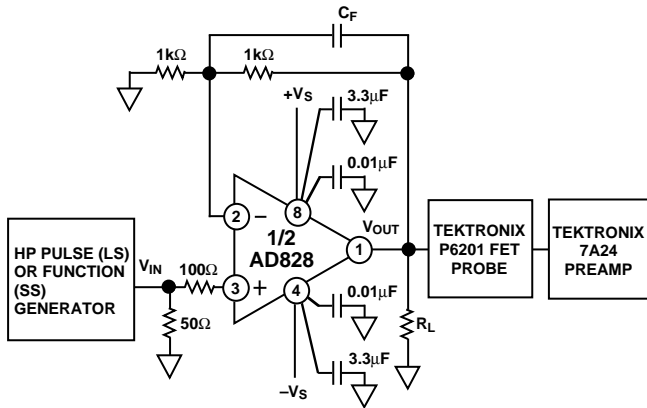 CF
1kΩ
1kΩ
+VS
3.3µF
0.01µF
8
2
–
1/2
AD828
1
VOUT
TEKTRONIX
P6201 FET
PROBE
TEKTRONIX
7A24
PREAMP
HP PULSE (LS)
OR FUNCTION
(SS)
GENERATOR
VIN
100Ω
3
+
4
50Ω
0.01µF
RL
3.3µF
–VS